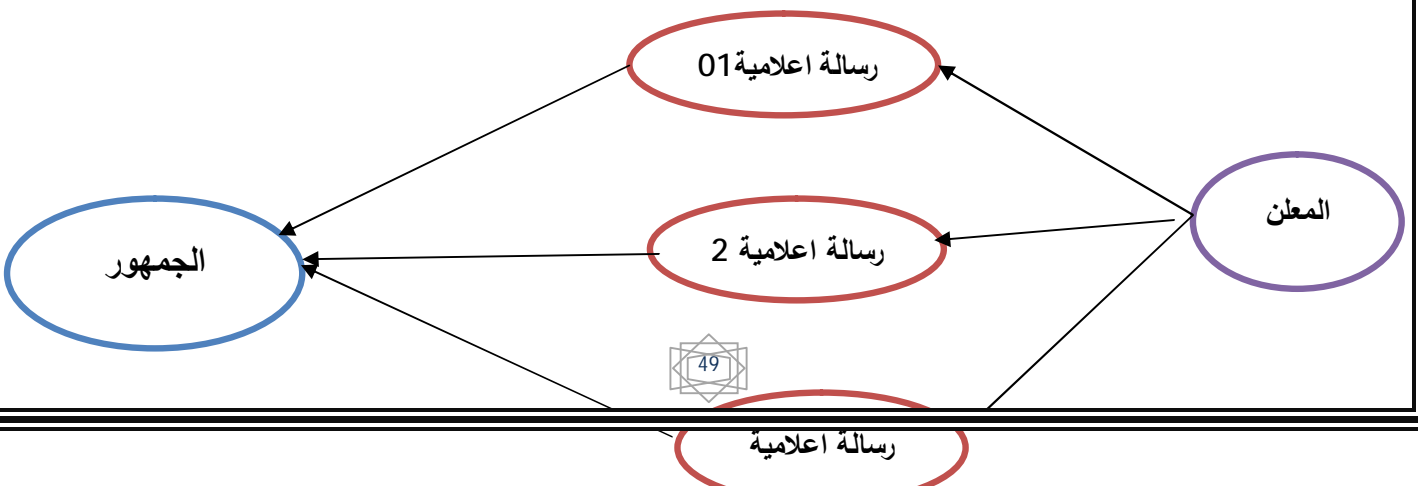 رسالة اعلامية01
المعلن
رسالة اعلامية 2
الجمهور
49
رسالة اعلامية